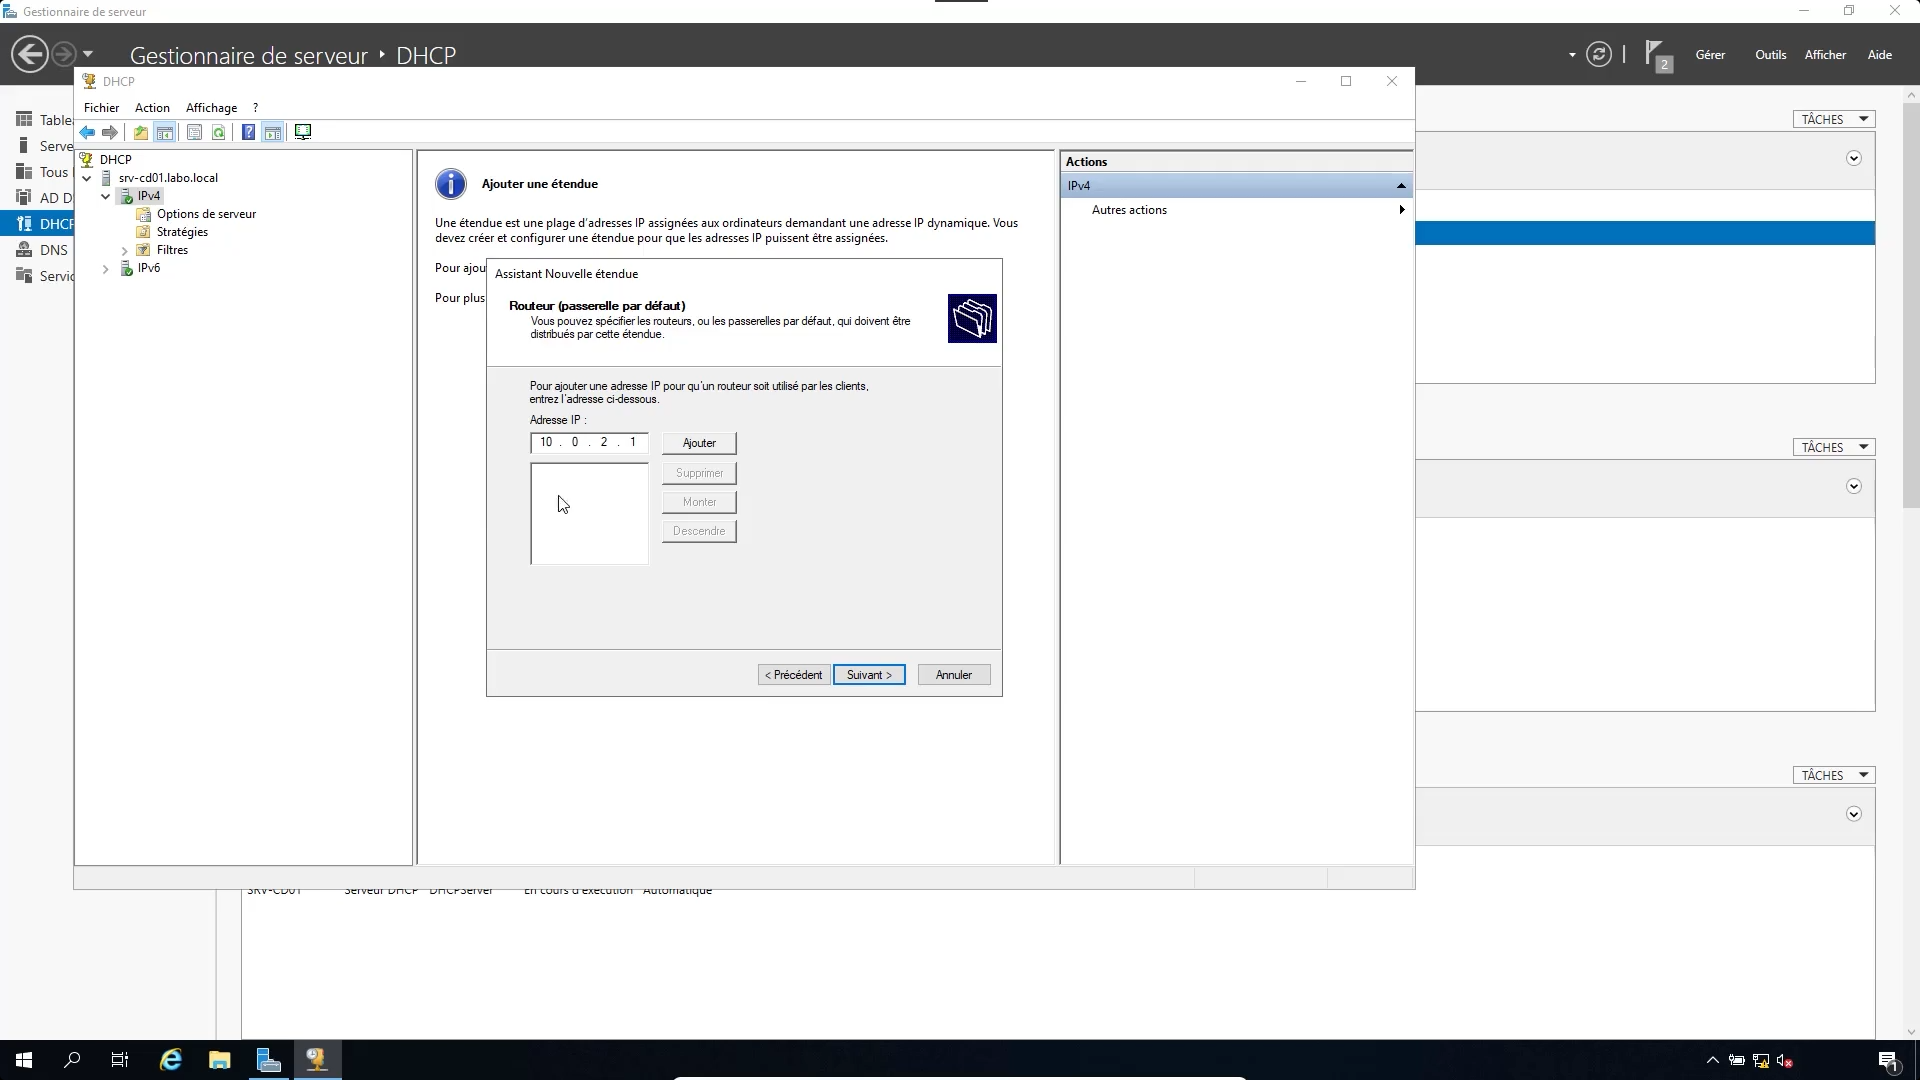 Gestionnaire de serveur
Gestionnaire de serveur ‣ DHCP
2
Gérer
Outils
Afficher
Aide
Table
Serve
Tous
AD D
DHCP
DNS
Servic
DHCP
Fichier
Action
Affichage
?
DHCP
srv-cd01.labo.local
IPv4
Options de serveur
Stratégies
Filtres
IPv6
Ajouter une étendue
Une étendue est une plage d'adresses IP assignées aux ordinateurs demandant une adresse IP dynamique. Vous
devez créer et configurer une étendue pour que les adresses IP puissent être assignées.
Pour ajou
Pour plus
Assistant Nouvelle étendue
Routeur (passerelle par défaut)
Vous pouvez spécifier les routeurs, ou les passerelles par défaut, qui doivent être
distribués par cette étendue.
Pour ajouter une adresse IP pour qu'un routeur soit utilisé par les clients,
entrez l'adresse ci-dessous.
Adresse IP :
10 . 0 . 2 . 1
Ajouter
Supprimer
Monter
Descendre
< Précédent
Suivant >
Annuler
Actions
IPv4
Autres actions
TÂCHES
TÂCHES
TÂCHES
SRV-CD01 Serveur DHCP DHCPServer En cours d'exécution Automatique
1